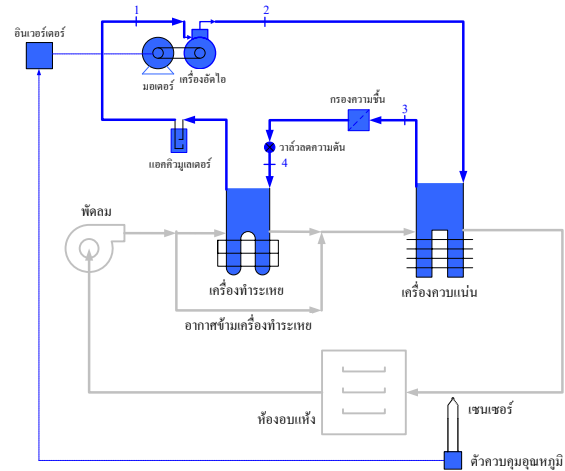 1
2
อินเวอร์เตอร์
มอเตอร์
เครื่องอัดไอ
กรองความชื้น
3
วาล์วลดความดัน
4
แอคคิวมูเลเตอร์
พัดลม
เครื่องทำระเหย
เครื่องควบแน่น
อากาศข้ามเครื่องทำระเหย
ห้องอบแห้ง
เซนเซอร์
ตัวควบคุมอุณหภูมิ